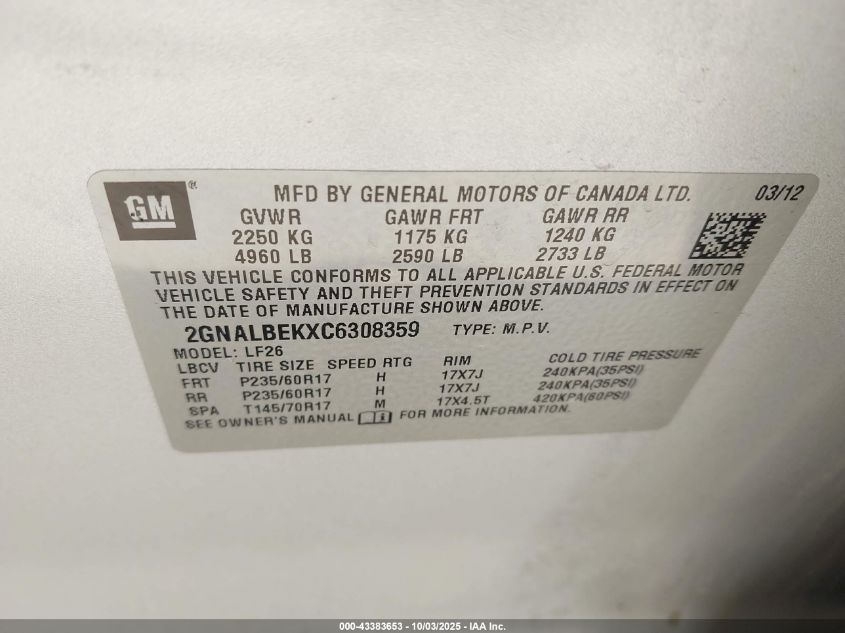 GM® MFD BY GENERAL MOTORS OF CANADA LTD. 03/12
GVWR GAWR FRT GAWR RR
2250 KG 1175 KG 1240 KG
4960 LB 2590 LB 2733 LB
THIS VEHICLE CONFORMS TO ALL APPLICABLE U.S. FEDERAL MOTOR
VEHICLE SAFETY AND THEFT PREVENTION STANDARDS IN EFFECT ON
THE DATE OF MANUFACTURE SHOWN ABOVE.
2GNALBEKXC6308359 TYPE: M.P.V.
MODEL: LF26
LBCV TIRE SIZE SPEED RTG RIM COLD TIRE PRESSURE
FRT P235/60R17 H 17X7J 240KPA(35PSI)
RR P235/60R17 H 17X7J 240KPA(35PSI)
SPA T145/70R17 M 17X4.5T 420KPA(60PSI)
SEE OWNER'S MANUAL FOR MORE INFORMATION.
000-43383653 - 10/03/2025 - IAA Inc.